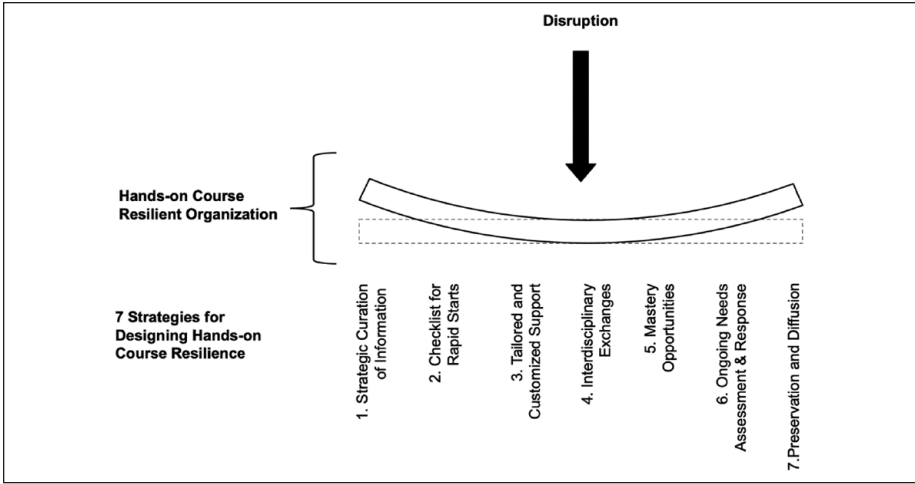 Disruption
Hands-on Course
Resilient Organization
7 Strategies for
Designing Hands-on
Course Resilience
1. Strategic Curation
of Information
2. Checklist for
Rapid Starts
3. Tailored and
Customized Support
4. Interdisciplinary
Exchanges
5. Mastery
Opportunities
6. Ongoing Needs
Assessment & Response
7.Preservation and Diffusion